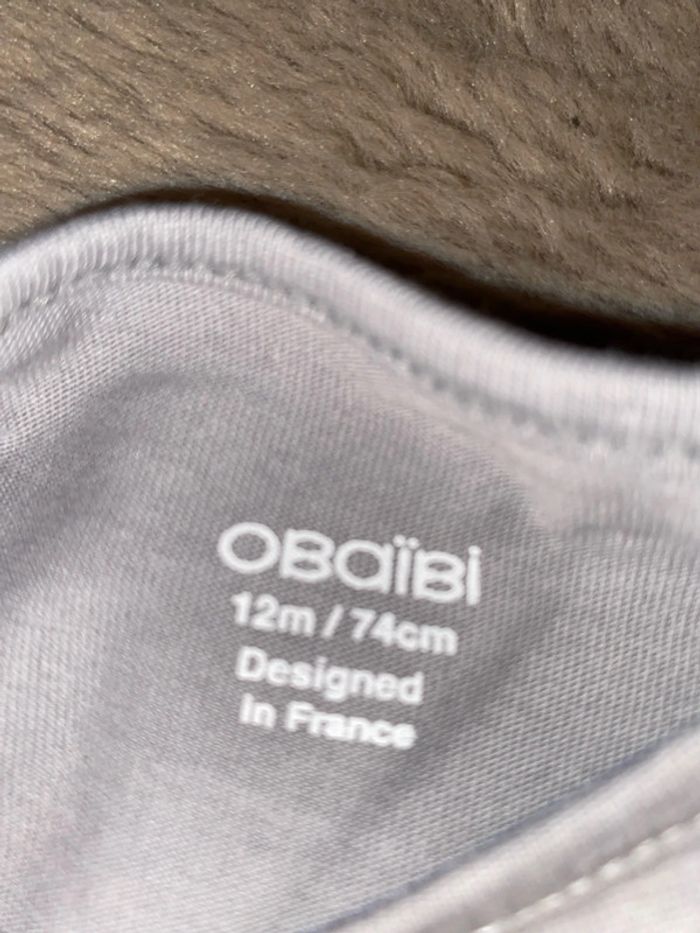 OBaïBi
12m / 74cm
Designed
in France